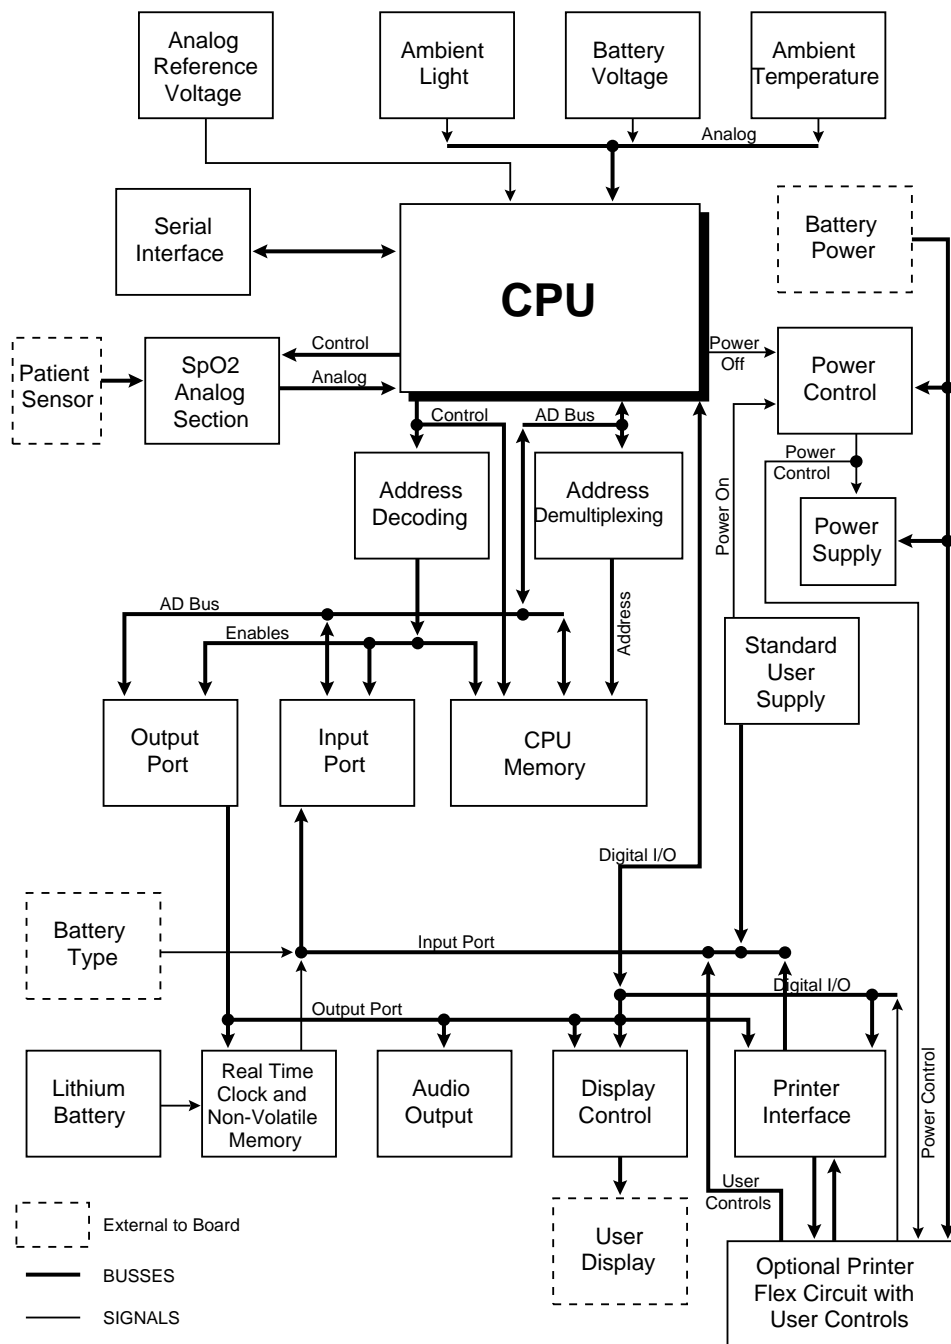 Analog
Reference
Voltage
Ambient
Light
Battery
Voltage
Ambient
Temperature
Analog
Serial
Interface
CPU
Battery
Power
Patient
Sensor
SpO2
Analog
Section
Control
Analog
Power
Off
Power
Control
Control
AD Bus
Address
Decoding
Address
Demultiplexing
Power On
Power
Control
Power
Supply
AD Bus
Enables
Address
Standard
User
Supply
Output
Port
Input
Port
CPU
Memory
Digital I/O
Battery
Type
Input Port
Digital I/O
Output Port
Lithium
Battery
Real Time
Clock and
Non-Volatile
Memory
Audio
Output
Display
Control
Printer
Interface
Power Control
User
Controls
External to Board
User
Display
BUSSES
SIGNALS
Optional Printer
Flex Circuit with
User Controls